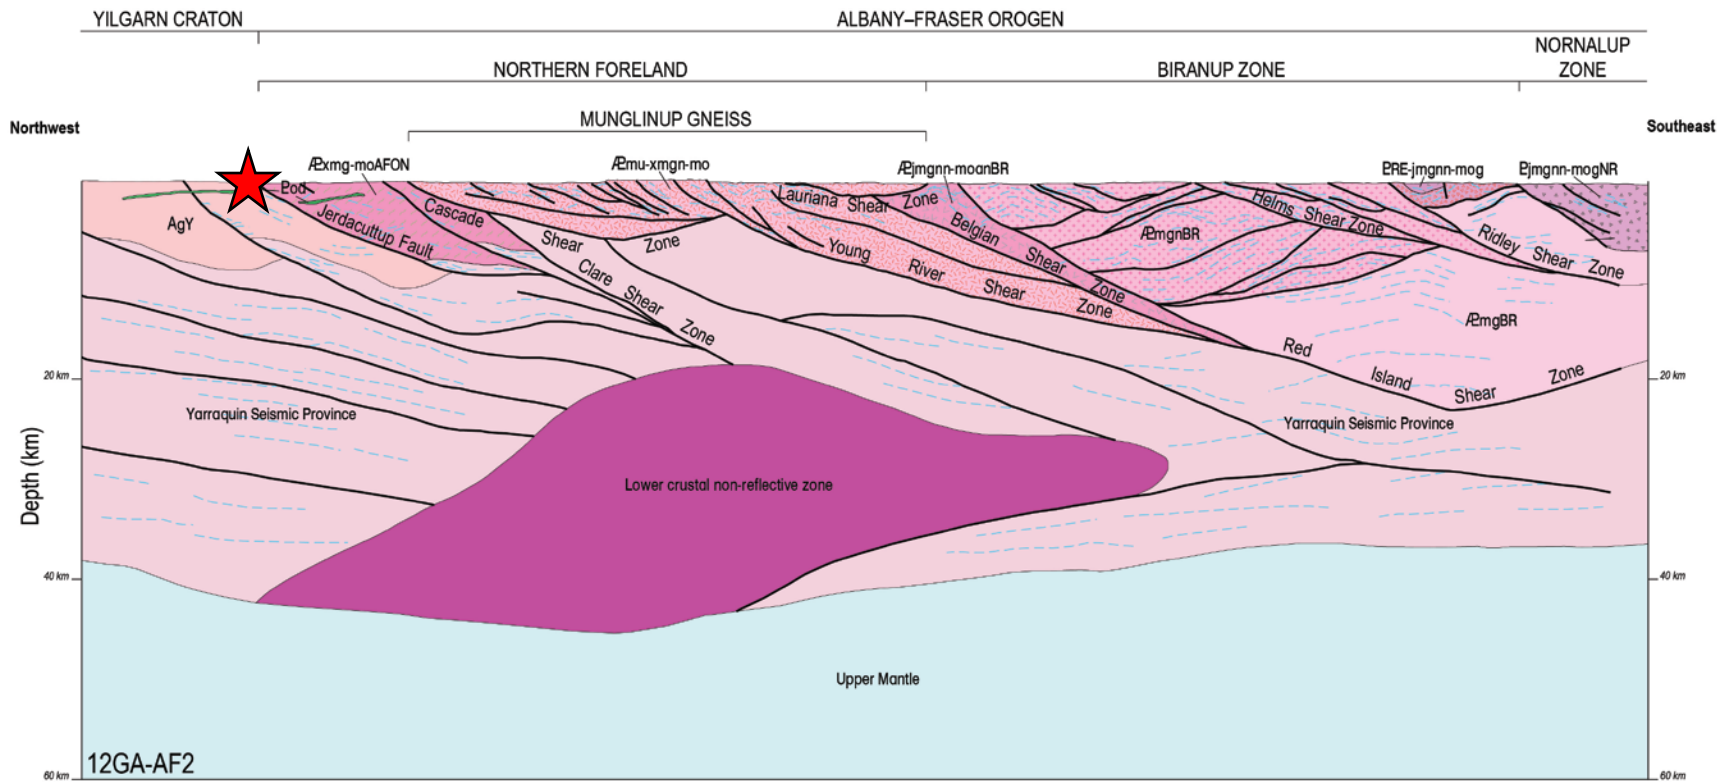 YILGARN CRATON
ALBANY–FRASER OROGEN
NORNALUP
ZONE
NORTHERN FORELAND
BIRANUP ZONE
MUNGLINUP GNEISS
Northwest
Southeast
Æxmg-moAFON
Æmu-xmgn-mo
Æjmgnn-moanBR
PRE-jmgnn-mog
Pjmgnn-mogNR
Pod
AgY
Jerdacuttup Fault
Cascade
Shear
Zone
Clare Shear Zone
Lauriana Shear Zone
Young River Shear Zone
Belgian Shear Zone
ÆmgnBR
Helms Shear Zone
Ridley Shear Zone
ÆmgBR
Red Island Shear Zone
20 km
20 km
Yarraquin Seismic Province
Yarraquin Seismic Province
Lower crustal non-reflective zone
Depth (km)
40 km
40 km
Upper Mantle
12GA-AF2
60 km
60 km